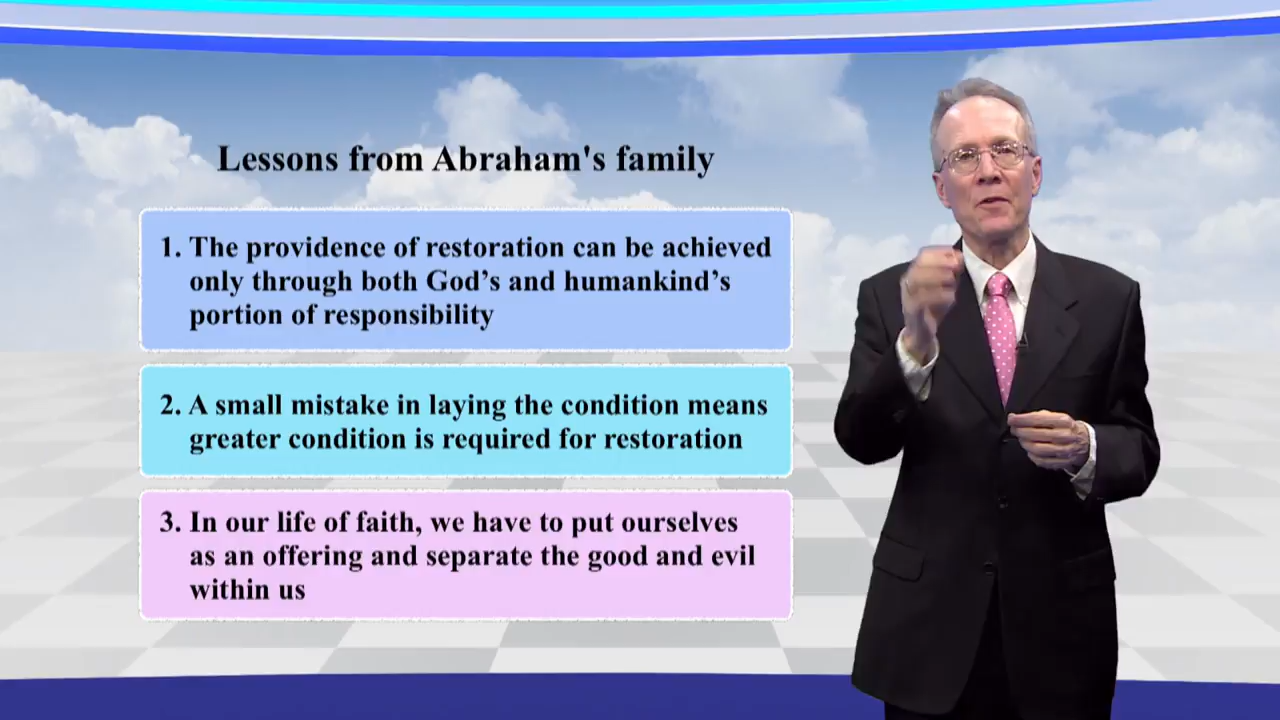 Lessons from Abraham's family
1. The providence of restoration can be achieved
only through both God’s and humankind’s
portion of responsibility
2. A small mistake in laying the condition means
greater condition is required for restoration
3. In our life of faith, we have to put ourselves
as an offering and separate the good and evil
within us